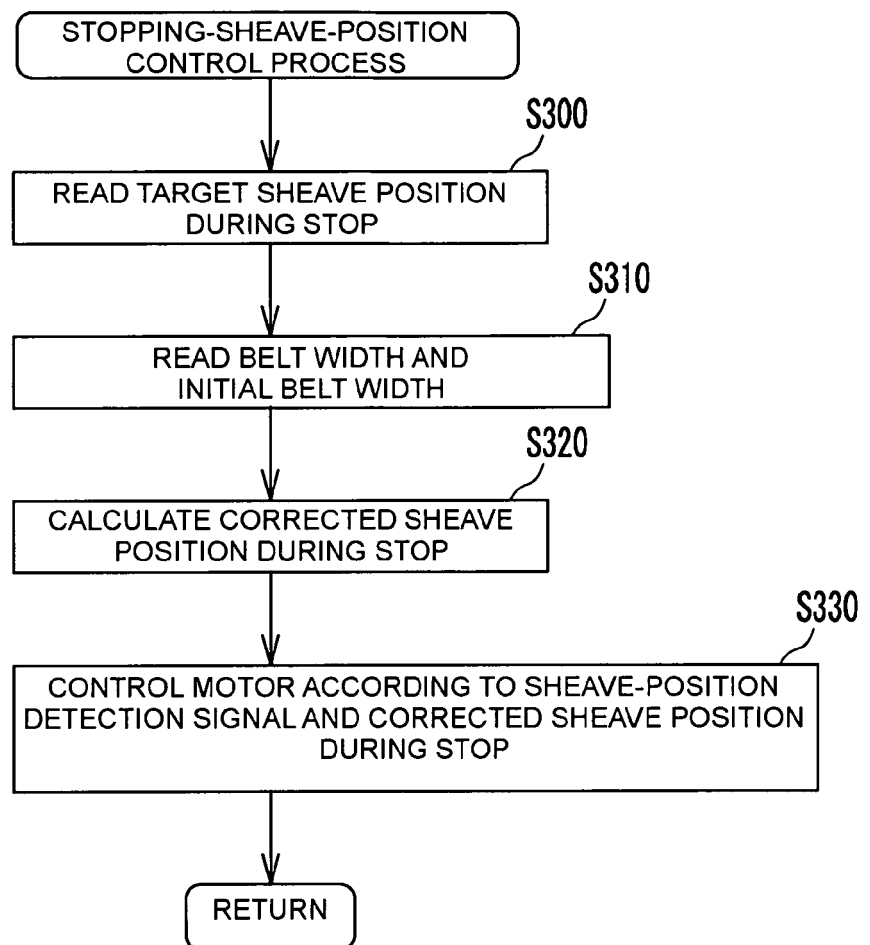 STOPPING-SHEAVE-POSITION
CONTROL PROCESS
S300
READ TARGET SHEAVE POSITION
DURING STOP
S310
READ BELT WIDTH AND
INITIAL BELT WIDTH
S320
CALCULATE CORRECTED SHEAVE
POSITION DURING STOP
S330
CONTROL MOTOR ACCORDING TO SHEAVE-POSITION
DETECTION SIGNAL AND CORRECTED SHEAVE POSITION
DURING STOP
RETURN